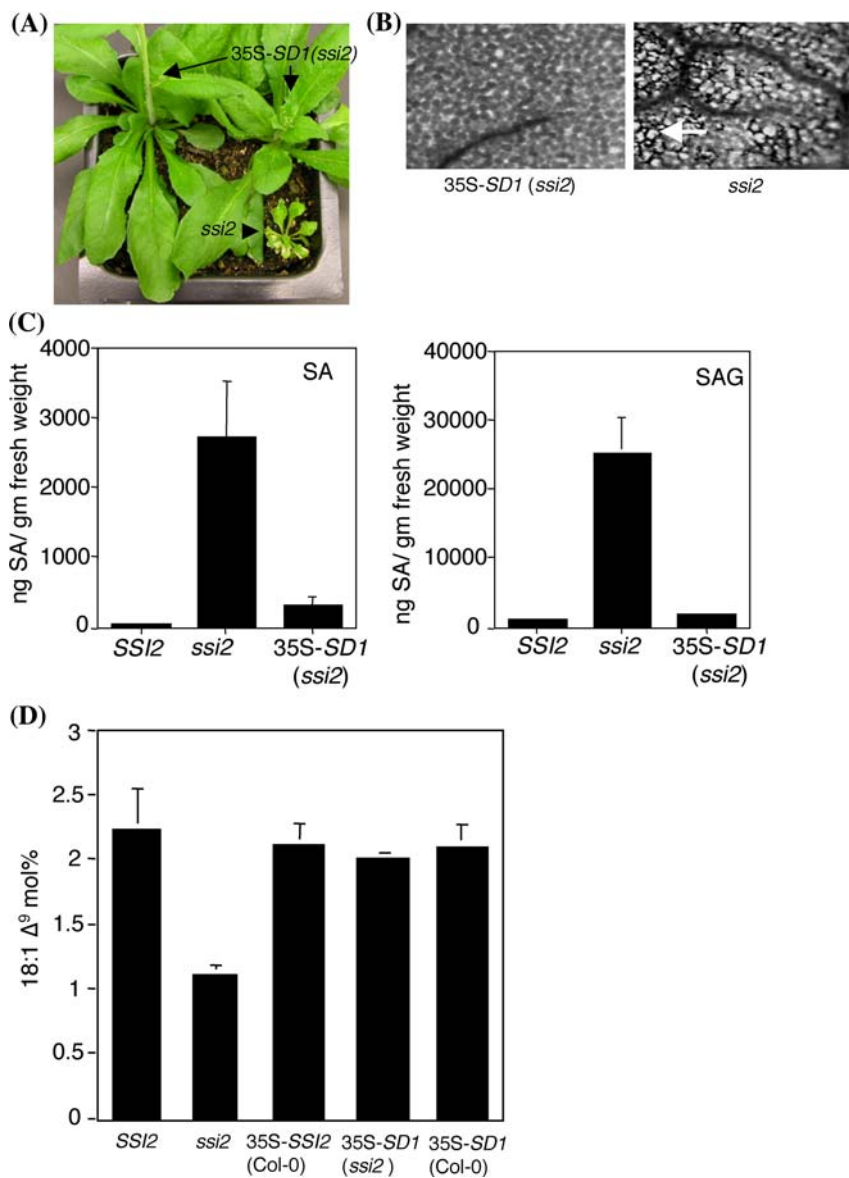 (A)
35S-SD1(ssi2)
ssi2
(B)
35S-SD1 (ssi2)
ssi2
(C)
ng SA/ gm fresh weight
4000
3000
2000
1000
0
SA
SSI2
ssi2
35S-SD1
(ssi2)
ng SA/ gm fresh weight
40000
30000
20000
10000
0
SAG
SSI2
ssi2
35S-SD1
(ssi2)
(D)
18:1 Δ⁹ mol%
3
2.5
2
1.5
1
0.5
0
SSI2
ssi2
35S-SSI2
(Col-0)
35S-SD1
(ssi2 )
35S-SD1
(Col-0)